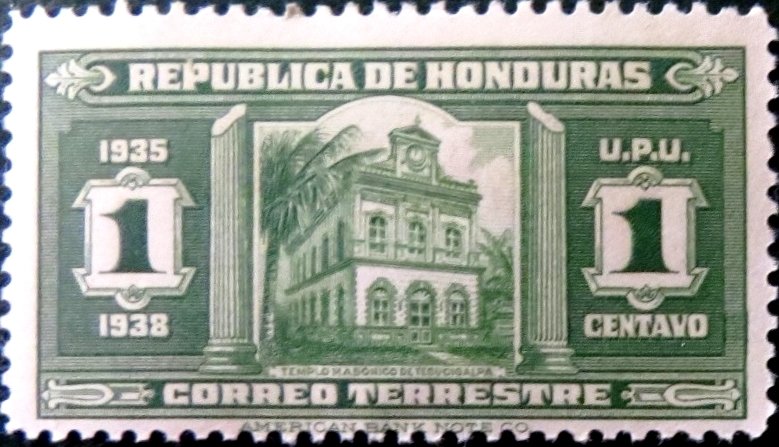 REPUBLICA DE HONDURAS
1935
U.P.U.
1
1
1938
CENTAVO
TEMPLO MASONICO DE TEGUCIGALPA
CORREO TERRESTRE
AMERICAN BANK NOTE CO.